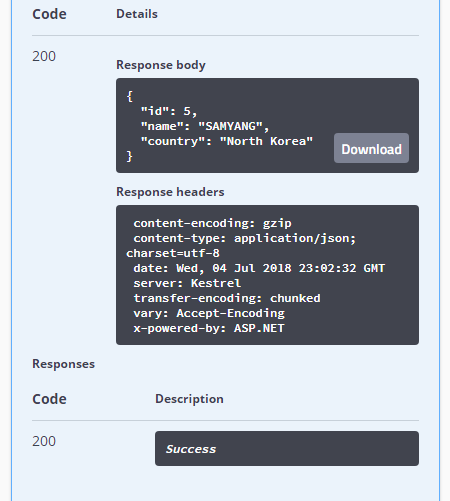 Code Details
200
Response body
{
  "id": 5,
  "name": "SAMYANG",
  "country": "North Korea"
}
Download
Response headers
content-encoding: gzip
content-type: application/json;
charset=utf-8
date: Wed, 04 Jul 2018 23:02:32 GMT
server: Kestrel
transfer-encoding: chunked
vary: Accept-Encoding
x-powered-by: ASP.NET
Responses
Code Description
200
Success